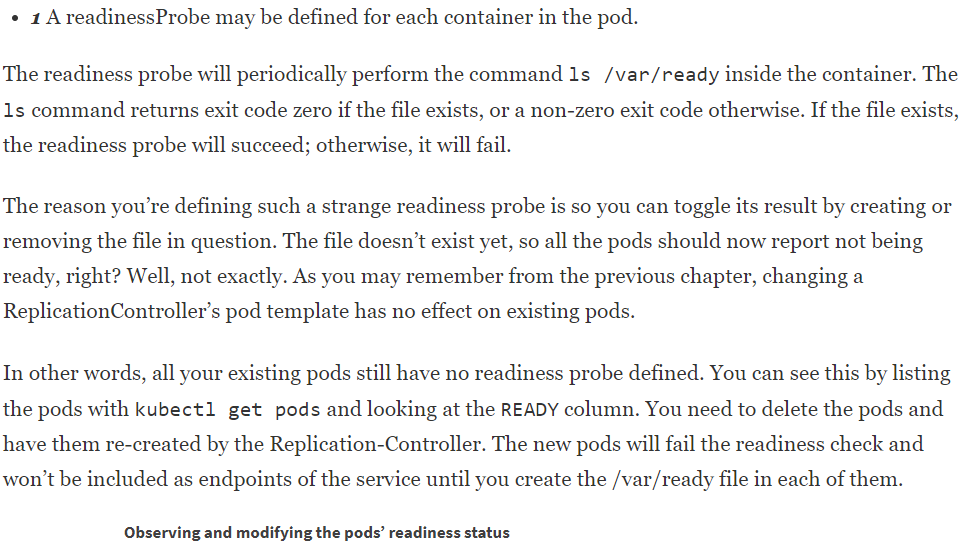 • 1 A readinessProbe may be defined for each container in the pod.
The readiness probe will periodically perform the command ls /var/ready inside the container. The
ls command returns exit code zero if the file exists, or a non-zero exit code otherwise. If the file exists,
the readiness probe will succeed; otherwise, it will fail.
The reason you’re defining such a strange readiness probe is so you can toggle its result by creating or
removing the file in question. The file doesn’t exist yet, so all the pods should now report not being
ready, right? Well, not exactly. As you may remember from the previous chapter, changing a
ReplicationController’s pod template has no effect on existing pods.
In other words, all your existing pods still have no readiness probe defined. You can see this by listing
the pods with kubectl get pods and looking at the READY column. You need to delete the pods and
have them re-created by the Replication-Controller. The new pods will fail the readiness check and
won’t be included as endpoints of the service until you create the /var/ready file in each of them.
Observing and modifying the pods’ readiness status